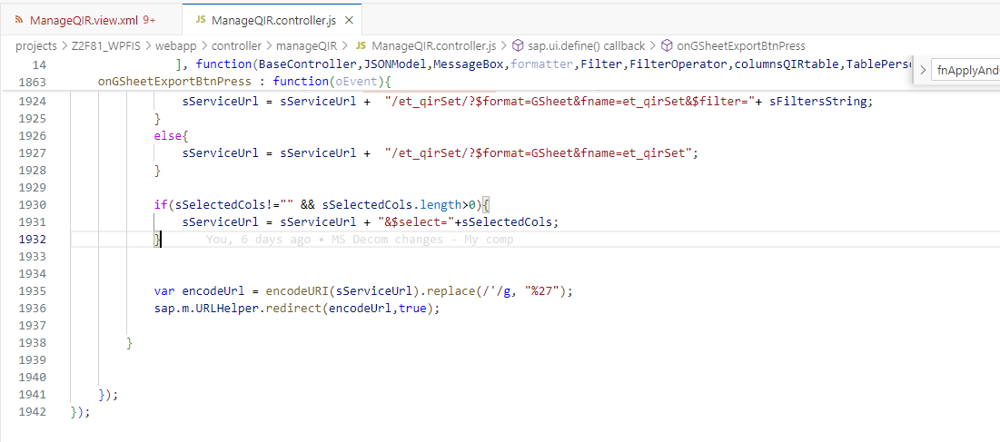 ManageQIR.view.xml 9+
JS ManageQIR.controller.js ×
projects > Z2F81_WPFIS > webapp > controller > manageQIR > JS ManageQIR.controller.js > sap.ui.define() callback > onGSheetExportBtnPress
14 ], function(BaseController,JSONModel,MessageBox,formatter,Filter,FilterOperator,columnsQIRtable,TablePerso
> fnApplyAnd
1863 onGSheetExportBtnPress : function(oEvent){
1924 sServiceUrl = sServiceUrl + "/et_qirSet/?$format=GSheet&fname=et_qirSet&$filter="+ sFiltersString;
1925 }
1926 else{
1927 sServiceUrl = sServiceUrl + "/et_qirSet/?$format=GSheet&fname=et_qirSet";
1928 }
1929
1930 if(sSelectedCols!="" && sSelectedCols.length>0){
1931 sServiceUrl = sServiceUrl + "&$select="+sSelectedCols;
1932 } You, 6 days ago • MS Decom changes - My comp
1933
1934
1935 var encodeUrl = encodeURI(sServiceUrl).replace(/'/g, "%27");
1936 sap.m.URLHelper.redirect(encodeUrl,true);
1937
1938 }
1939
1940
1941 });
1942 });